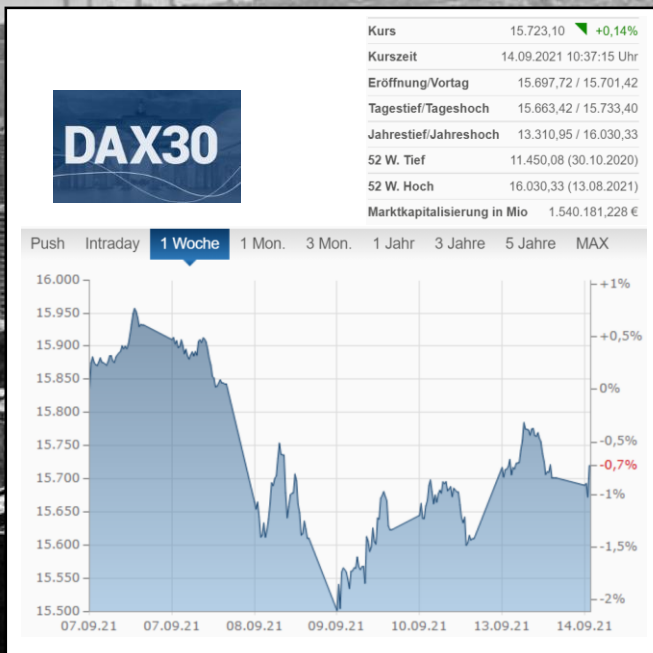 Kurs 15.723,10 +0,14%
Kurszeit 14.09.2021 10:37:15 Uhr
Eröffnung/Vortag 15.697,72 / 15.701,42
Tagestief/Tageshoch 15.663,42 / 15.733,40
Jahrestief/Jahreshoch 13.310,95 / 16.030,33
52 W. Tief 11.450,08 (30.10.2020)
52 W. Hoch 16.030,33 (13.08.2021)
Marktkapitalisierung in Mio 1.540.181,228 €
DAX30
Push Intraday 1 Woche 1 Mon. 3 Mon. 1 Jahr 3 Jahre 5 Jahre MAX
16.000
15.950
15.900
15.850
15.800
15.750
15.700
15.650
15.600
15.550
15.500
+1%
+0,5%
0%
-0,5%
-0,7%
-1%
-1,5%
-2%
07.09.21 07.09.21 08.09.21 09.09.21 10.09.21 13.09.21 14.09.21